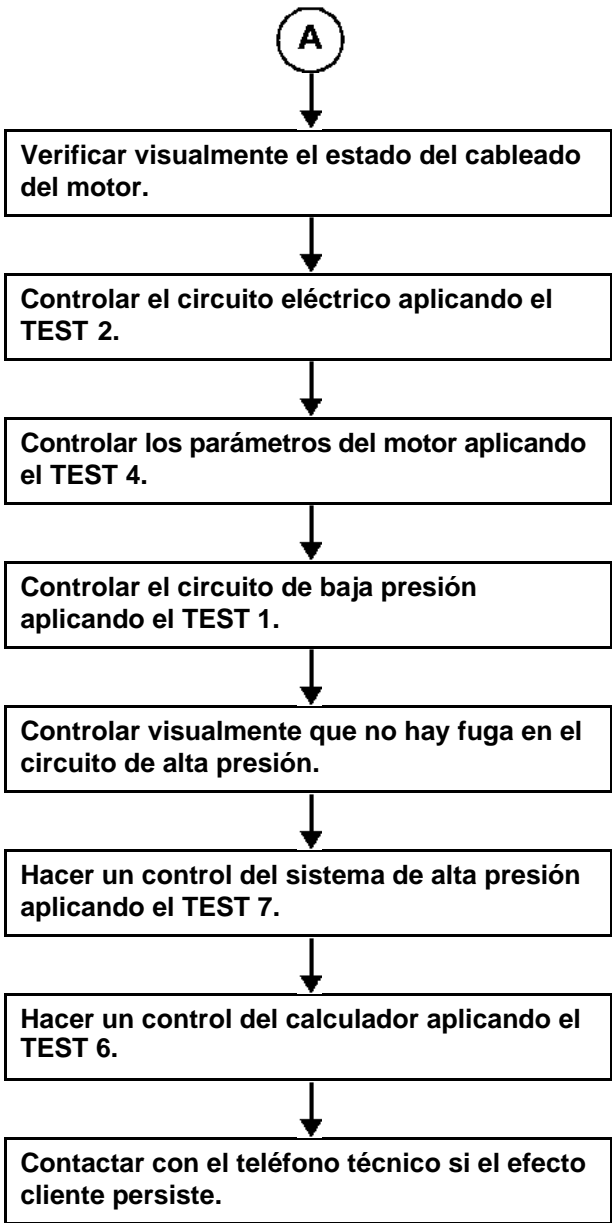 A
Verificar visualmente el estado del cableado
del motor.
Controlar el circuito eléctrico aplicando el
TEST 2.
Controlar los parámetros del motor aplicando
el TEST 4.
Controlar el circuito de baja presión
aplicando el TEST 1.
Controlar visualmente que no hay fuga en el
circuito de alta presión.
Hacer un control del sistema de alta presión
aplicando el TEST 7.
Hacer un control del calculador aplicando el
TEST 6.
Contactar con el teléfono técnico si el efecto
cliente persiste.